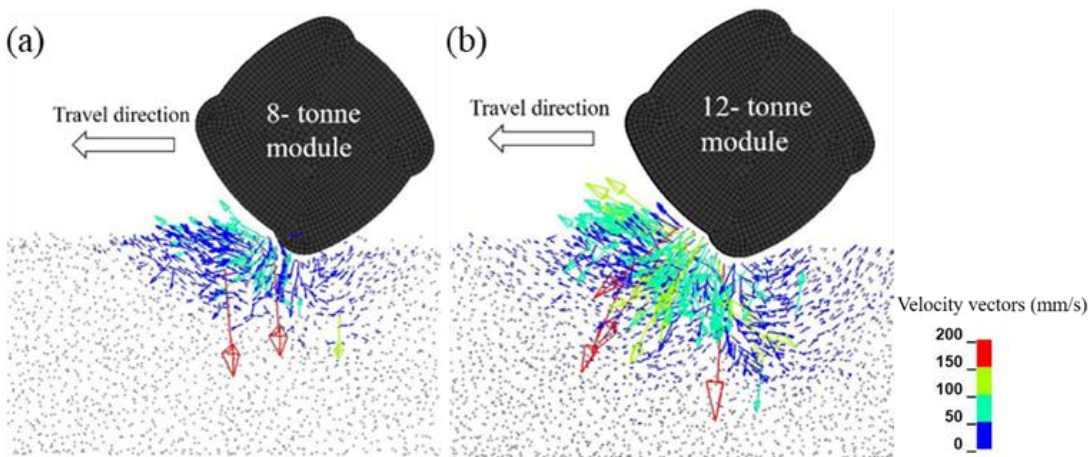 (a)
Travel direction
8- tonne
module
(b)
Travel direction
12- tonne
module
Velocity vectors (mm/s)
200
150
100
50
0